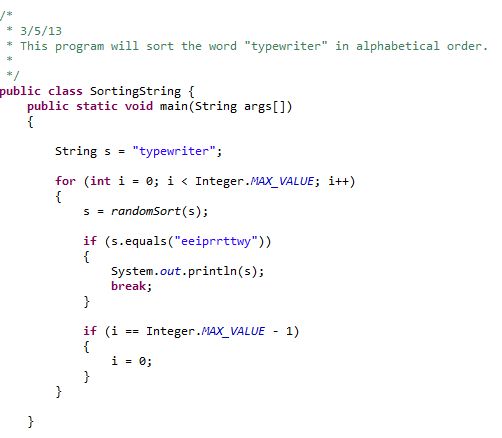 /*
 * 3/5/13
 * This program will sort the word "typewriter" in alphabetical order.
 *
 */
public class SortingString {
    public static void main(String args[])
    {

        String s = "typewriter";

        for (int i = 0; i < Integer.MAX_VALUE; i++)
        {
            s = randomSort(s);

            if (s.equals("eeiprrttwy"))
            {
                System.out.println(s);
                break;
            }

            if (i == Integer.MAX_VALUE - 1)
            {
                i = 0;
            }
        }

    }